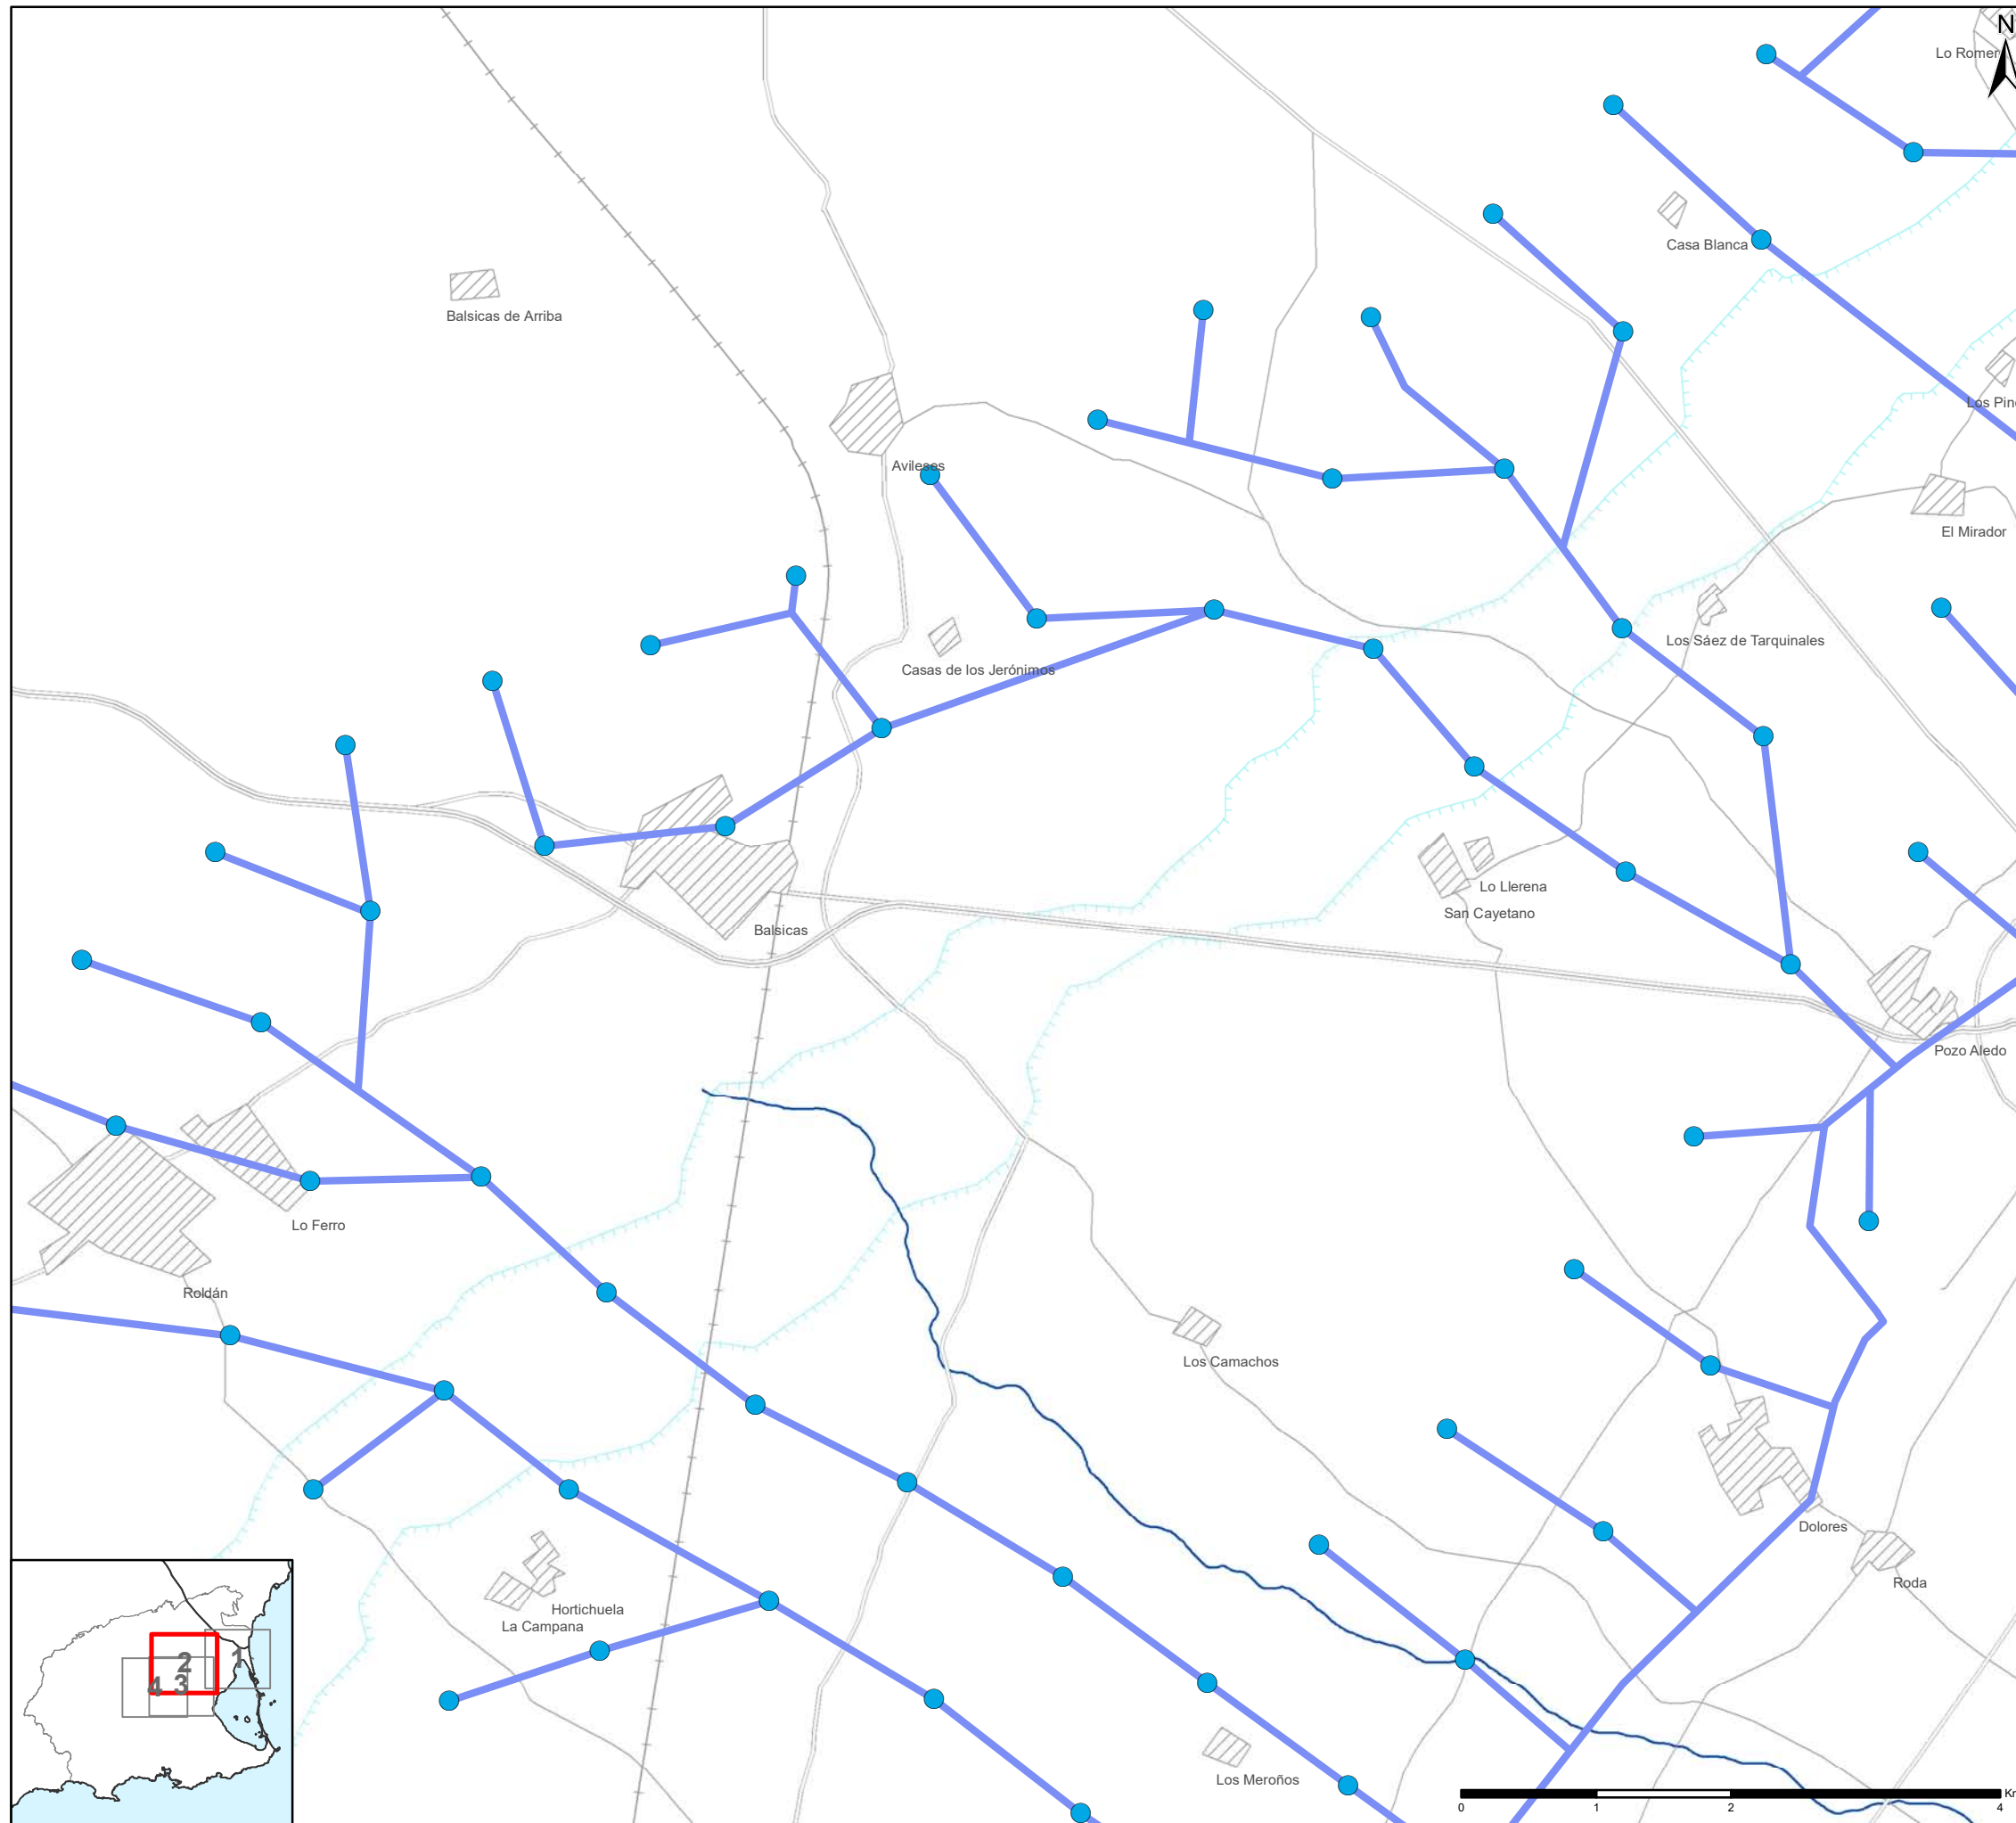 N
Lo Romer
Casa Blanca
Balsicas de Arriba
Los Pin
Avileses
El Mirador
Los Sáez de Tarquinales
Casas de los Jerónimos
Lo Llerena
San Cayetano
Balsicas
Pozo Aledo
Lo Ferro
Roldán
Los Camachos
Dolores
Roda
Hortichuela
La Campana
Los Meroños
1
2
3
4
Km
0
1
2
4